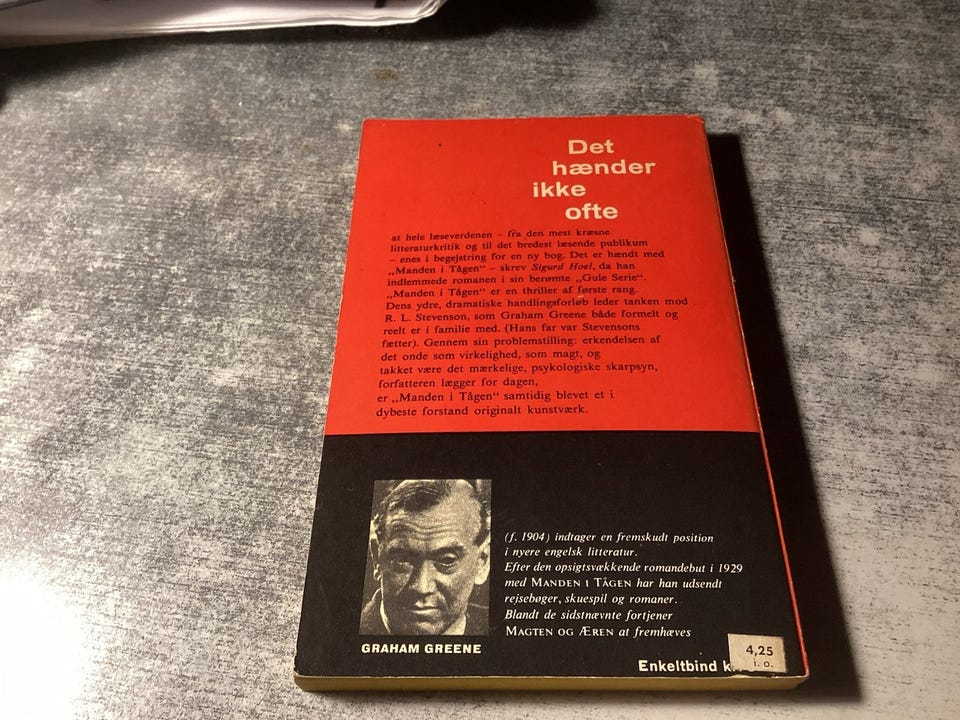 Det
hænder
ikke
ofte
at hele læseverdenen – fra den mest kræsne
litteraturkritik og til det bredest læsende publikum
– enes i begejstring for en ny bog. Det er hændt med
„Manden i Tågen“ – skrev Sigurd Hoel, da han
indlemmede romanen i sin berømte „Gule Serie“.
„Manden i Tågen“ er en thriller af første rang.
Dens ydre, dramatiske handlingsforløb leder tanken mod
R. L. Stevenson, som Graham Greene både formelt og
reelt er i familie med. (Hans far var Stevensons
fætter). Gennem sin problemstilling: erkendelsen af
det onde som virkelighed, som magt, og
takket være det mærkelige, psykologiske skarpsyn,
forfatteren lægger for dagen,
er „Manden i Tågen“ samtidig blevet et i
dybeste forstand originalt kunstværk.
(f. 1904) indtager en fremskudt position
i nyere engelsk litteratur.
Efter den opsigtsvækkende romandebut i 1929
med MANDEN I TÅGEN har han udsendt
rejsebøger, skuespil og romaner.
Blandt de sidstnævnte fortjener
MAGTEN OG ÆREN at fremhæves
GRAHAM GREENE
Enkeltbind
4,25
i. o.